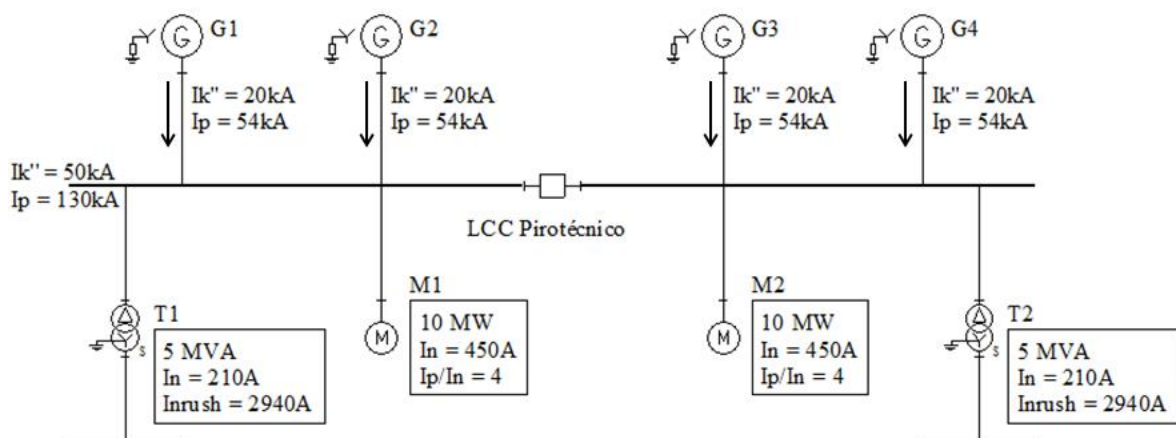 G G1
G G2
G G3
G G4
Ik" = 20kA
Ip = 54kA
Ik" = 20kA
Ip = 54kA
Ik" = 20kA
Ip = 54kA
Ik" = 20kA
Ip = 54kA
Ik" = 50kA
Ip = 130kA
LCC Pirotécnico
T1
s
5 MVA
In = 210A
Inrush = 2940A
M1
M
10 MW
In = 450A
Ip/In = 4
M2
M
10 MW
In = 450A
Ip/In = 4
T2
s
5 MVA
In = 210A
Inrush = 2940A